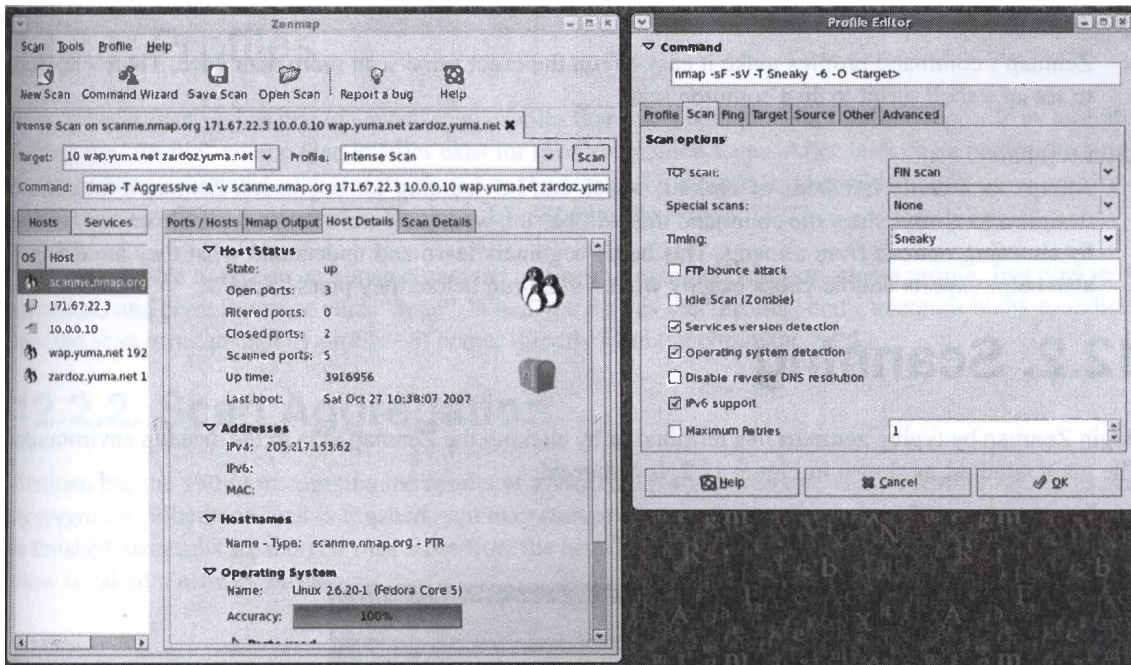 Zenmap
Scan Tools Profile Help
New Scan Command Wizard Save Scan Open Scan Report a bug Help
Intense Scan on scanme.nmap.org 171.67.22.3 10.0.0.10 wap.yuma.net zardoz.yuma.net
Target: .10 wap.yuma.net zardoz.yuma.net Profile: Intense Scan Scan
Command: nmap -T Aggressive -A -v scanme.nmap.org 171.67.22.3 10.0.0.10 wap.yuma.net zardoz.yuma
Hosts Services Ports / Hosts Nmap Output Host Details Scan Details
OS Host
scanme.nmap.org
171.67.22.3
10.0.0.10
wap.yuma.net 192
zardoz.yuma.net 1
Host Status
State: up
Open ports: 3
Filtered ports: 0
Closed ports: 2
Scanned ports: 5
Up time: 3916956
Last boot: Sat Oct 27 10:38:07 2007
Addresses
IPv4: 205.217.153.62
IPv6:
MAC:
Hostnames
Name - Type: scanme.nmap.org - PTR
Operating System
Name: Linux 2.6.20-1 (Fedora Core 5)
Accuracy: 100%
Profile Editor
Command
nmap -sF -sV -T Sneaky -6 -O <target>
Profile Scan Ping Target Source Other Advanced
Scan options
TCP scan: FIN scan
Special scans: None
Timing: Sneaky
FTP bounce attack
Idle Scan (Zombie)
Services version detection
Operating system detection
Disable reverse DNS resolution
IPv6 support
Maximum Retries 1
Help Cancel OK